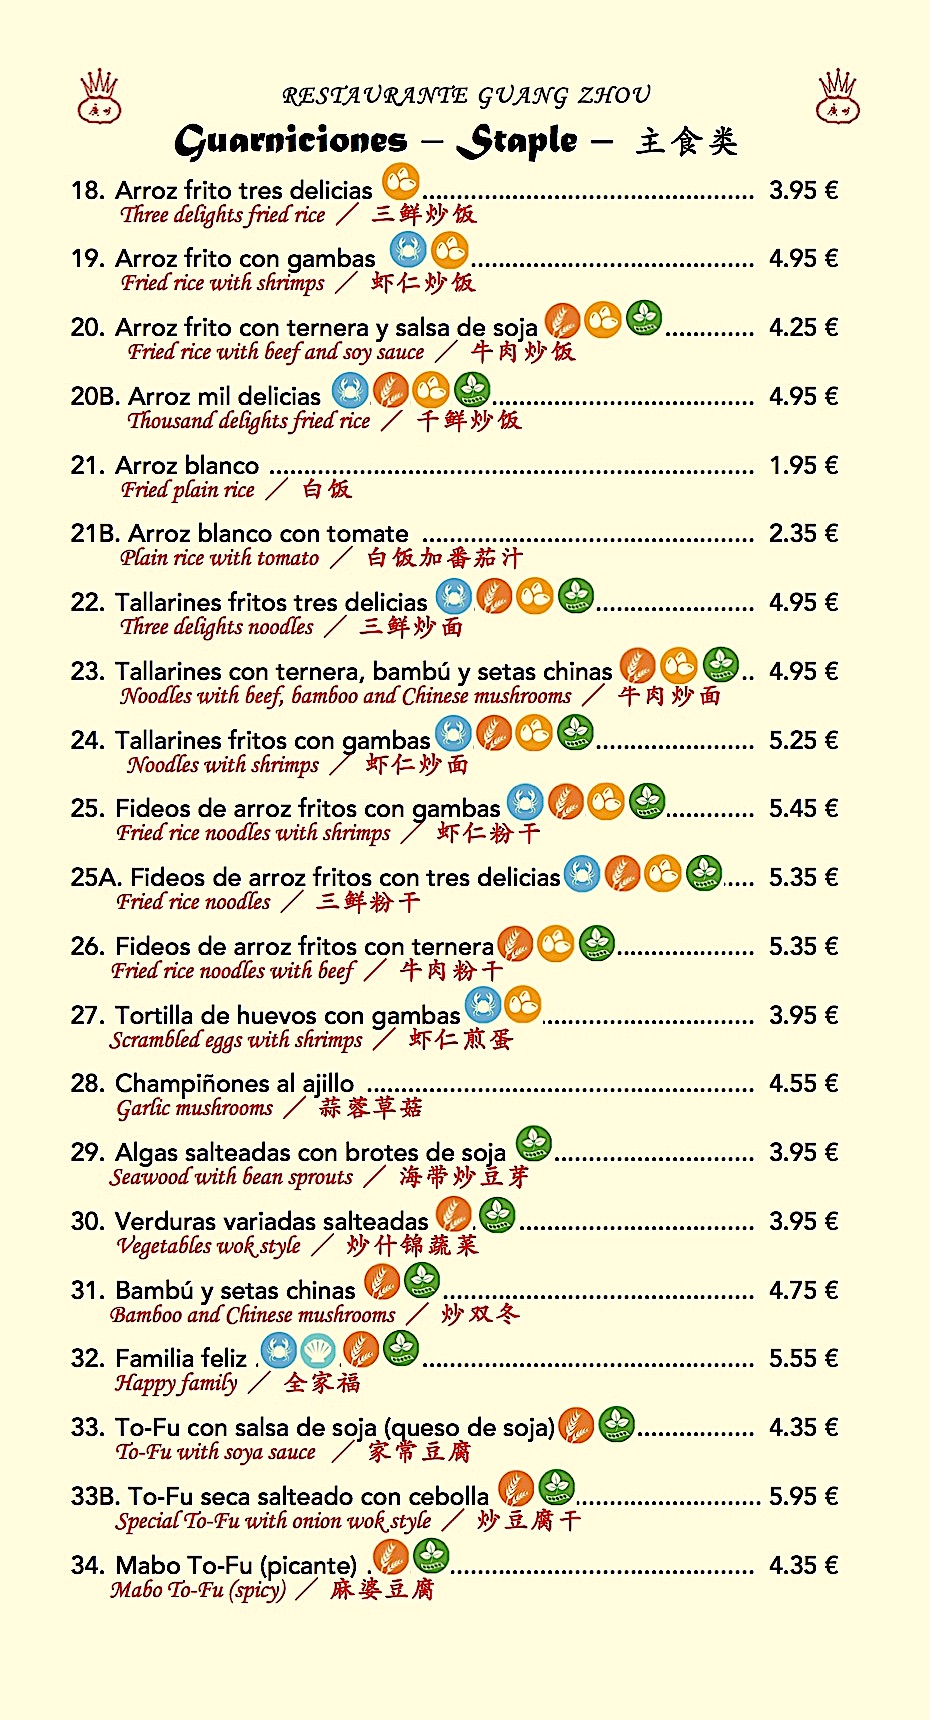 RESTAURANTE GUANG ZHOU
Guarniciones – Staple – 主食类
18. Arroz frito tres delicias ........ 3.95 €
Three delights fried rice / 三鲜炒饭
19. Arroz frito con gambas ........ 4.95 €
Fried rice with shrimps / 虾仁炒饭
20. Arroz frito con ternera y salsa de soja ........ 4.25 €
Fried rice with beef and soy sauce / 牛肉炒饭
20B. Arroz mil delicias ........ 4.95 €
Thousand delights fried rice / 千鲜炒饭
21. Arroz blanco ........ 1.95 €
Fried plain rice / 白饭
21B. Arroz blanco con tomate ........ 2.35 €
Plain rice with tomato / 白饭加番茄汁
22. Tallarines fritos tres delicias ........ 4.95 €
Three delights noodles / 三鲜炒面
23. Tallarines con ternera, bambú y setas chinas .. 4.95 €
Noodles with beef, bamboo and Chinese mushrooms / 牛肉炒面
24. Tallarines fritos con gambas ........ 5.25 €
Noodles with shrimps / 虾仁炒面
25. Fideos de arroz fritos con gambas ........ 5.45 €
Fried rice noodles with shrimps / 虾仁粉干
25A. Fideos de arroz fritos con tres delicias ..... 5.35 €
Fried rice noodles / 三鲜粉干
26. Fideos de arroz fritos con ternera ........ 5.35 €
Fried rice noodles with beef / 牛肉粉干
27. Tortilla de huevos con gambas ........ 3.95 €
Scrambled eggs with shrimps / 虾仁煎蛋
28. Champiñones al ajillo ........ 4.55 €
Garlic mushrooms / 蒜蓉草菇
29. Algas salteadas con brotes de soja ........ 3.95 €
Seawood with bean sprouts / 海带炒豆芽
30. Verduras variadas salteadas ........ 3.95 €
Vegetables wok style / 炒什锦蔬菜
31. Bambú y setas chinas ........ 4.75 €
Bamboo and Chinese mushrooms / 炒双冬
32. Familia feliz ........ 5.55 €
Happy family / 全家福
33. To-Fu con salsa de soja (queso de soja) ........ 4.35 €
To-Fu with soya sauce / 家常豆腐
33B. To-Fu seca salteado con cebolla ........ 5.95 €
Special To-Fu with onion wok style / 炒豆腐干
34. Mabo To-Fu (picante) ........ 4.35 €
Mabo To-Fu (spicy) / 麻婆豆腐